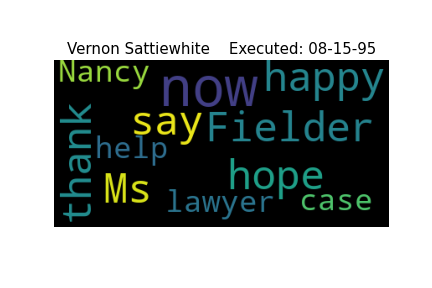 Vernon Sattiewhite    Executed: 08-15-95
Nancy now happy
thank say Fielder
help
Ms hope
lawyer case